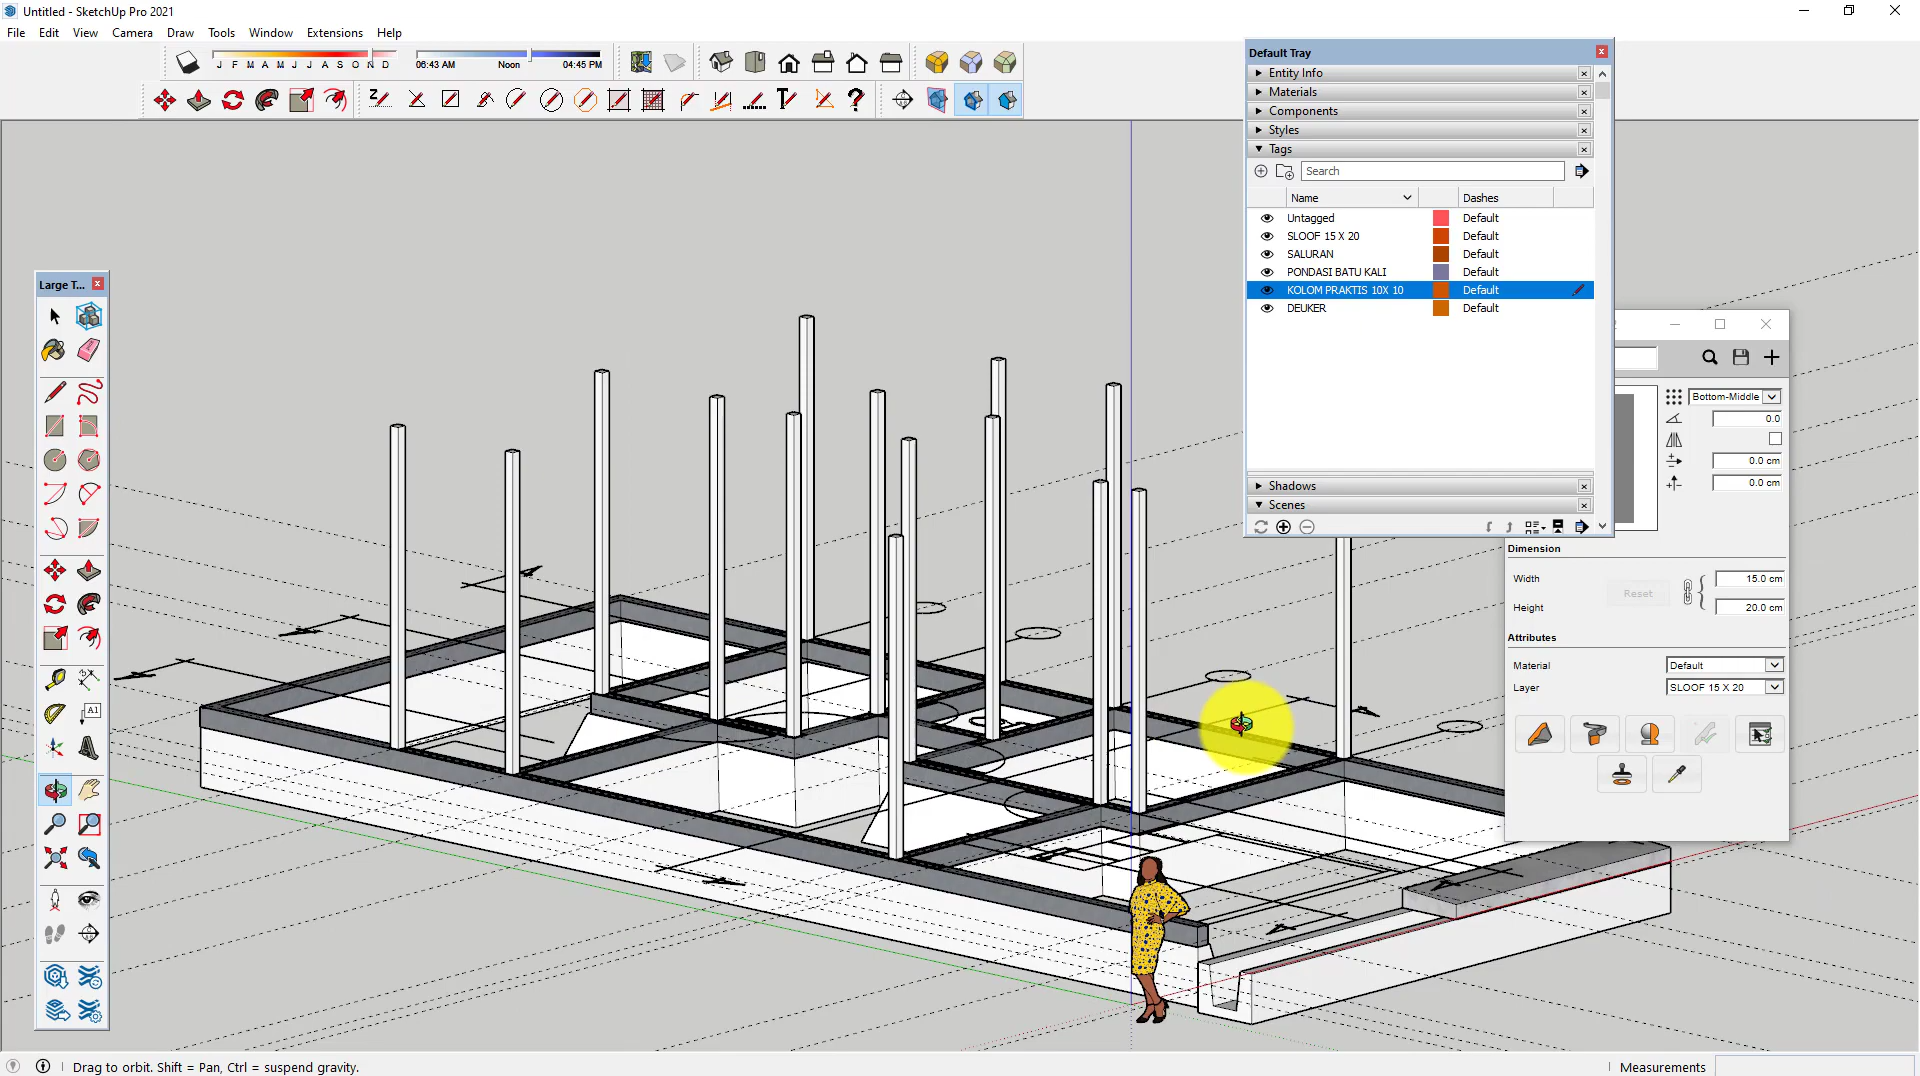 Untitled - SketchUp Pro 2021
File Edit View Camera Draw Tools Window Extensions Help
J F M A M J J A S O N D
06:43 AM Noon 04:45 PM
Default Tray
Entity Info
Materials
Components
Styles
Tags
Search
Name Dashes
Untagged Default
SLOOF 15 X 20 Default
SALURAN Default
PONDASI BATU KALI Default
KOLOM PRAKTIS 10X 10 Default
DEUKER Default
Shadows
Scenes
Large T...
A1
Bottom-Middle
0.0
0.0 cm
0.0 cm
Dimension
Width 15.0 cm
Reset
Height 20.0 cm
Attributes
Material Default
Layer SLOOF 15 X 20
Drag to orbit. Shift = Pan, Ctrl = suspend gravity.
Measurements